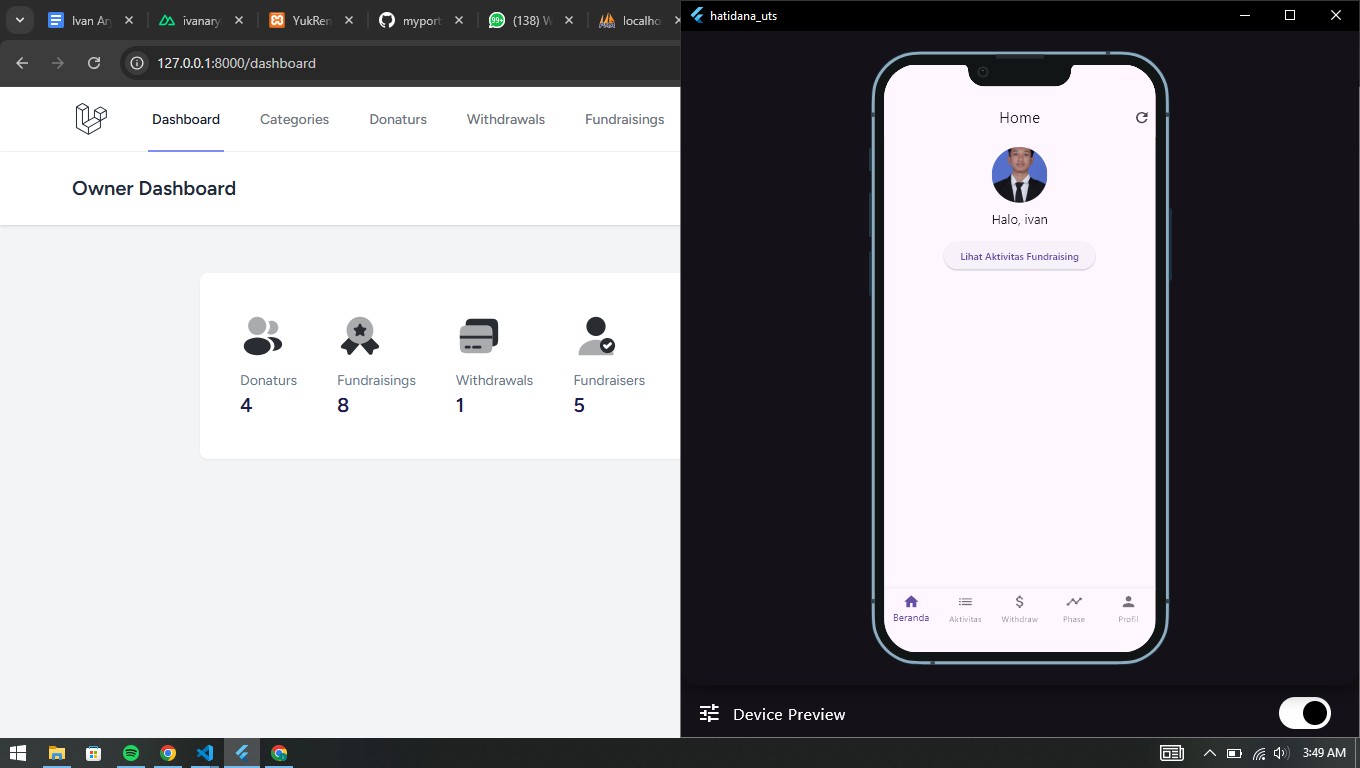 Ivan Ar
ivanary
YukRen
myport
99+
(138) W
localho
127.0.0.1:8000/dashboard
Dashboard
Categories
Donaturs
Withdrawals
Fundraisings
Owner Dashboard
Donaturs
4
Fundraisings
8
Withdrawals
1
Fundraisers
5
hatidana_uts
Home
Halo, ivan
Lihat Aktivitas Fundraising
Beranda
Aktivitas
Withdraw
Phase
Profil
Device Preview
3:49 AM